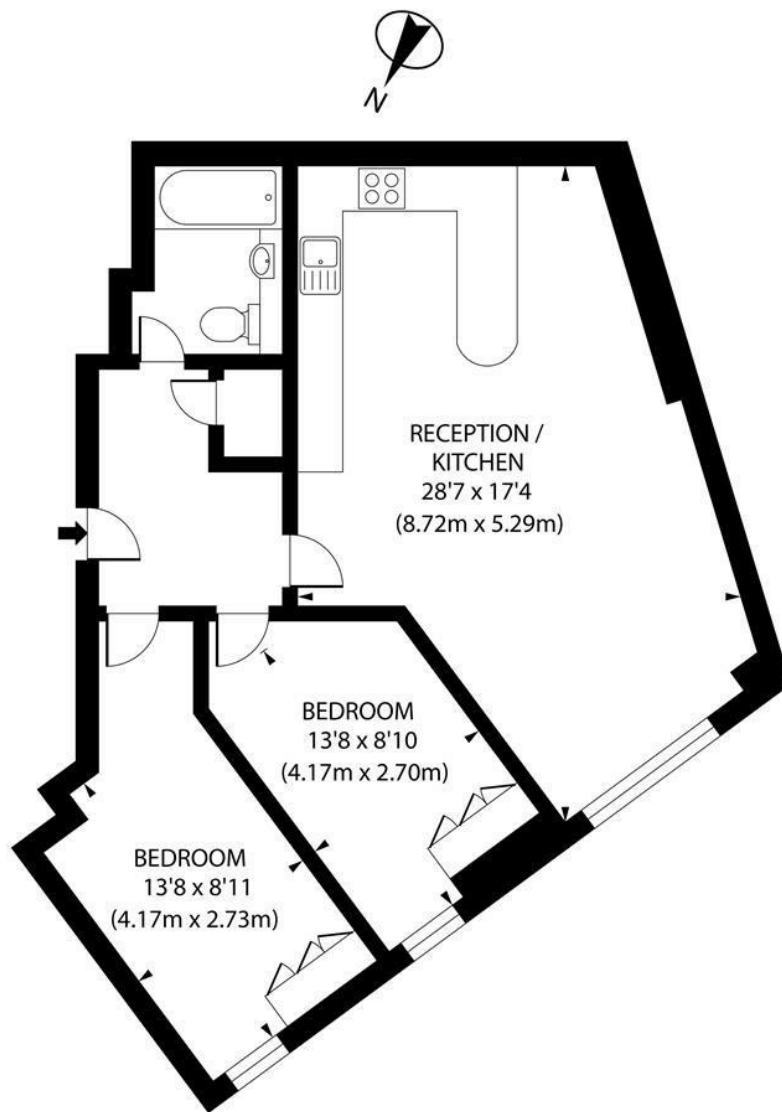 N
RECEPTION /
KITCHEN
28'7 x 17'4
(8.72m x 5.29m)
BEDROOM
13'8 x 8'10
(4.17m x 2.70m)
BEDROOM
13'8 x 8'11
(4.17m x 2.73m)